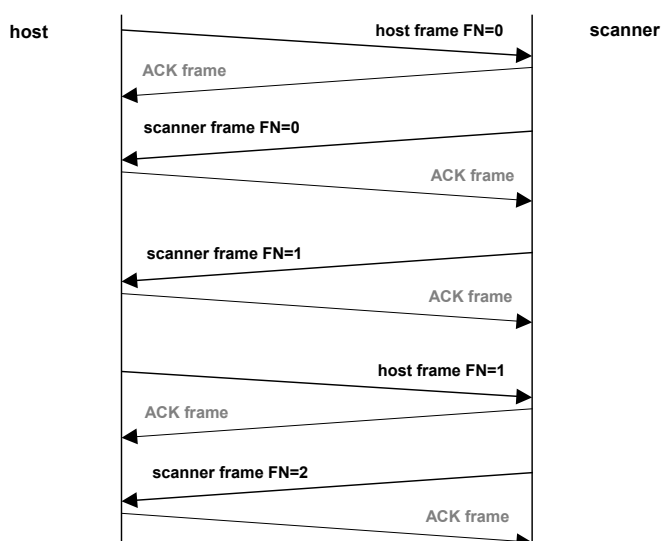 host
host frame FN=0
scanner
ACK frame
scanner frame FN=0
ACK frame
scanner frame FN=1
ACK frame
host frame FN=1
ACK frame
scanner frame FN=2
ACK frame